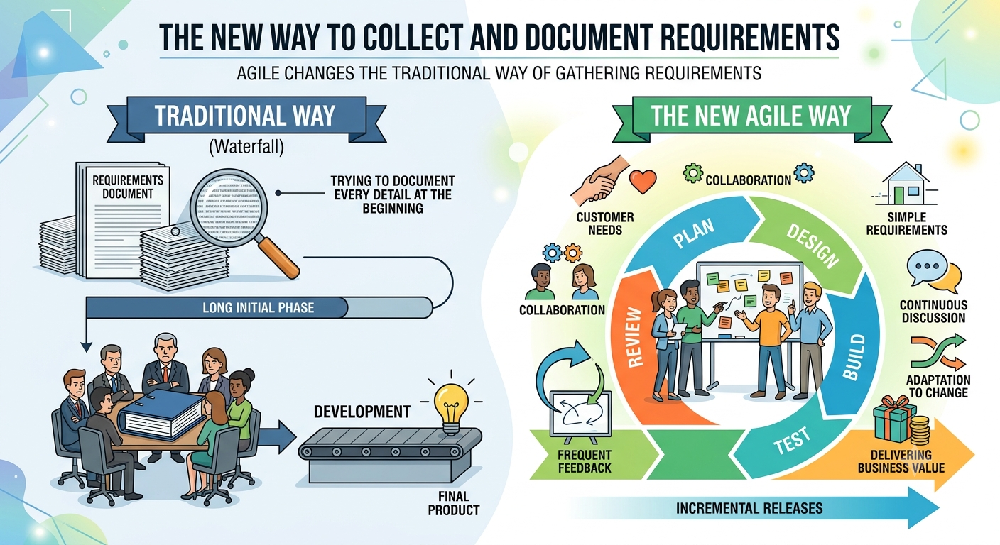 THE NEW WAY TO COLLECT AND DOCUMENT REQUIREMENTS
AGILE CHANGES THE TRADITIONAL WAY OF GATHERING REQUIREMENTS
TRADITIONAL WAY
(Waterfall)
REQUIREMENTS
DOCUMENT
TRYING TO DOCUMENT
EVERY DETAIL AT THE
BEGINNING
LONG INITIAL PHASE
DEVELOPMENT
FINAL
PRODUCT
THE NEW AGILE WAY
CUSTOMER
NEEDS
COLLABORATION
SIMPLE
REQUIREMENTS
PLAN
DESIGN
BUILD
TEST
REVIEW
COLLABORATION
CONTINUOUS
DISCUSSION
ADAPTATION
TO CHANGE
FREQUENT
FEEDBACK
DELIVERING
BUSINESS VALUE
INCREMENTAL RELEASES